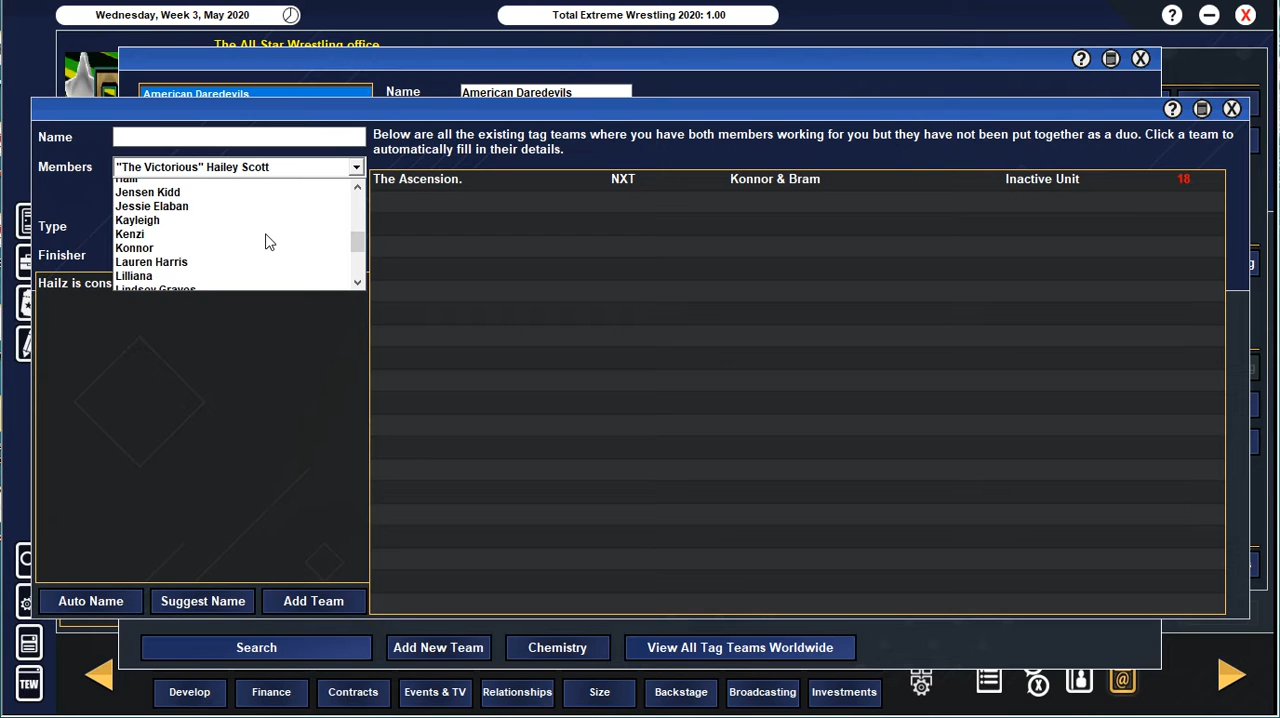 Wednesday, Week 3, May 2020
Total Extreme Wrestling 2020: 1.00
?
X
The All Star Wrestling office
?
X
American Daredevils
Name
American Daredevils
?
X
Name
Below are all the existing tag teams where you have both members working for you but they have not been put together as a duo. Click a team to
automatically fill in their details.
Members
"The Victorious" Hailey Scott
The Ascension.
NXT
Konnor & Bram
Inactive Unit
18
Jensen Kidd
Jessie Elaban
Kayleigh
Type
Kenzi
Konnor
Finisher
Lauren Harris
Lilliana
Hailz is cons
Lindsey Graves
Auto Name
Suggest Name
Add Team
Search
Add New Team
Chemistry
View All Tag Teams Worldwide
TEW
Develop
Finance
Contracts
Events & TV
Relationships
Size
Backstage
Broadcasting
Investments